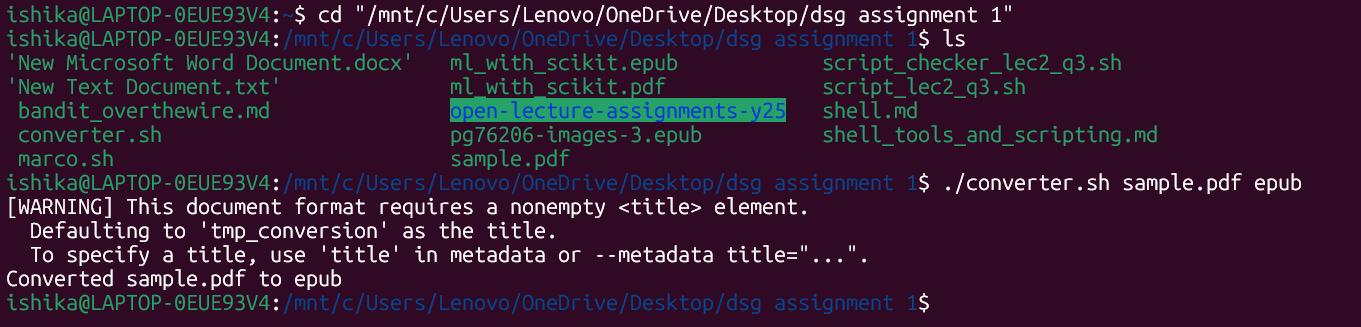 ishika@LAPTOP-0EUE93V4:~$ cd "/mnt/c/Users/Lenovo/OneDrive/Desktop/dsg assignment 1"
ishika@LAPTOP-0EUE93V4:/mnt/c/Users/Lenovo/OneDrive/Desktop/dsg assignment 1$ ls
'New Microsoft Word Document.docx'   ml_with_scikit.epub            script_checker_lec2_q3.sh
'New Text Document.txt'              ml_with_scikit.pdf             script_lec2_q3.sh
 bandit_overthewire.md               open-lecture-assignments-y25   shell.md
 converter.sh                        pg76206-images-3.epub          shell_tools_and_scripting.md
 marco.sh                            sample.pdf
ishika@LAPTOP-0EUE93V4:/mnt/c/Users/Lenovo/OneDrive/Desktop/dsg assignment 1$ ./converter.sh sample.pdf epub
[WARNING] This document format requires a nonempty <title> element.
  Defaulting to 'tmp_conversion' as the title.
  To specify a title, use 'title' in metadata or --metadata title="...".
Converted sample.pdf to epub
ishika@LAPTOP-0EUE93V4:/mnt/c/Users/Lenovo/OneDrive/Desktop/dsg assignment 1$